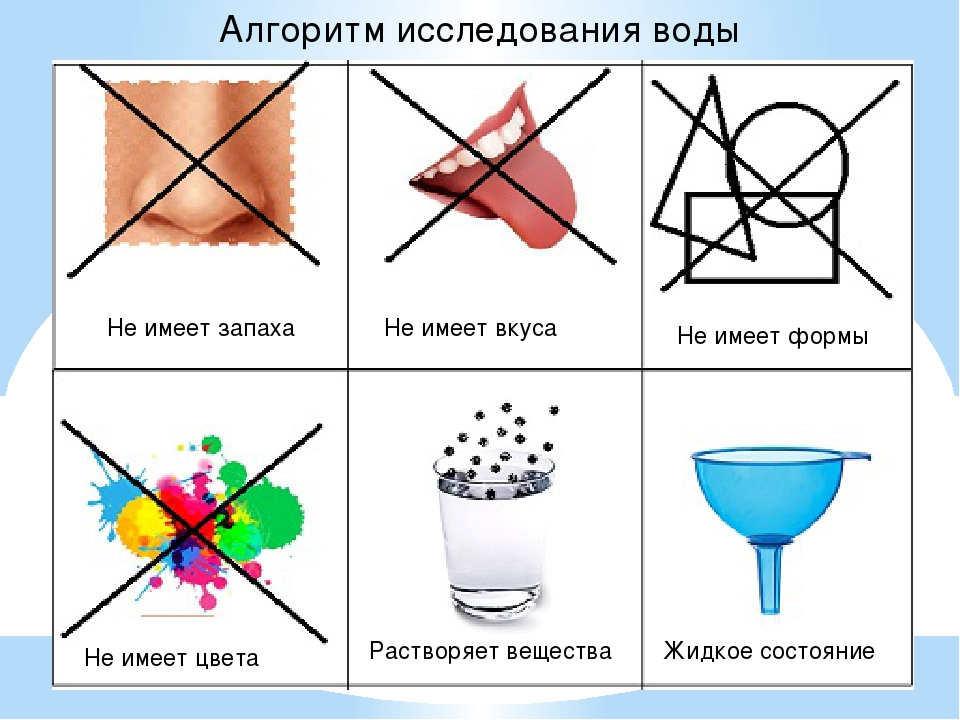 Алгоритм исследования воды
Не имеет запаха
Не имеет вкуса
Не имеет формы
Не имеет цвета
Растворяет вещества
Жидкое состояние